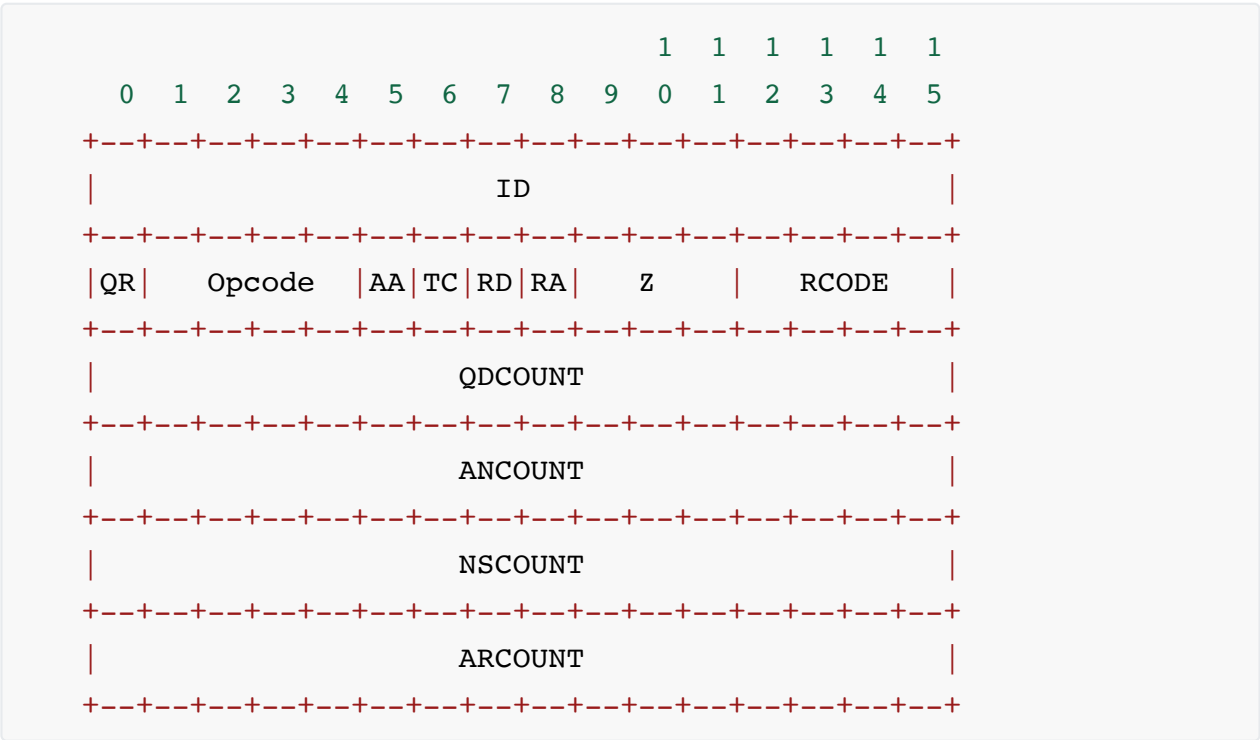 1 1 1 1 1 1
0 1 2 3 4 5 6 7 8 9 0 1 2 3 4 5
+--+--+--+--+--+--+--+--+--+--+--+--+--+--+--+--+
| ID |
+--+--+--+--+--+--+--+--+--+--+--+--+--+--+--+--+
|QR| Opcode |AA|TC|RD|RA| Z | RCODE |
+--+--+--+--+--+--+--+--+--+--+--+--+--+--+--+--+
| QDCOUNT |
+--+--+--+--+--+--+--+--+--+--+--+--+--+--+--+--+
| ANCOUNT |
+--+--+--+--+--+--+--+--+--+--+--+--+--+--+--+--+
| NSCOUNT |
+--+--+--+--+--+--+--+--+--+--+--+--+--+--+--+--+
| ARCOUNT |
+--+--+--+--+--+--+--+--+--+--+--+--+--+--+--+--+